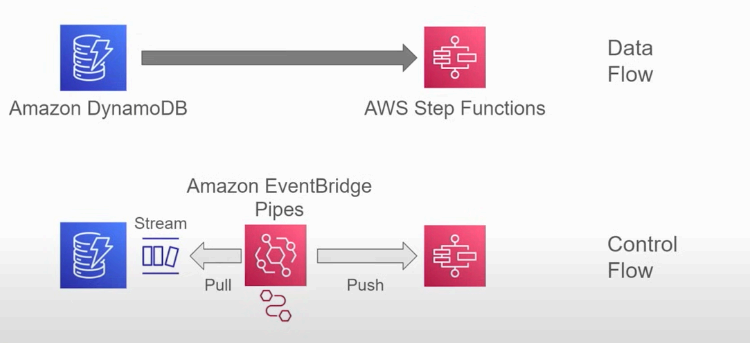 Data
Flow
Amazon DynamoDB
AWS Step Functions
Amazon EventBridge
Pipes
Stream
Pull
Push
Control
Flow